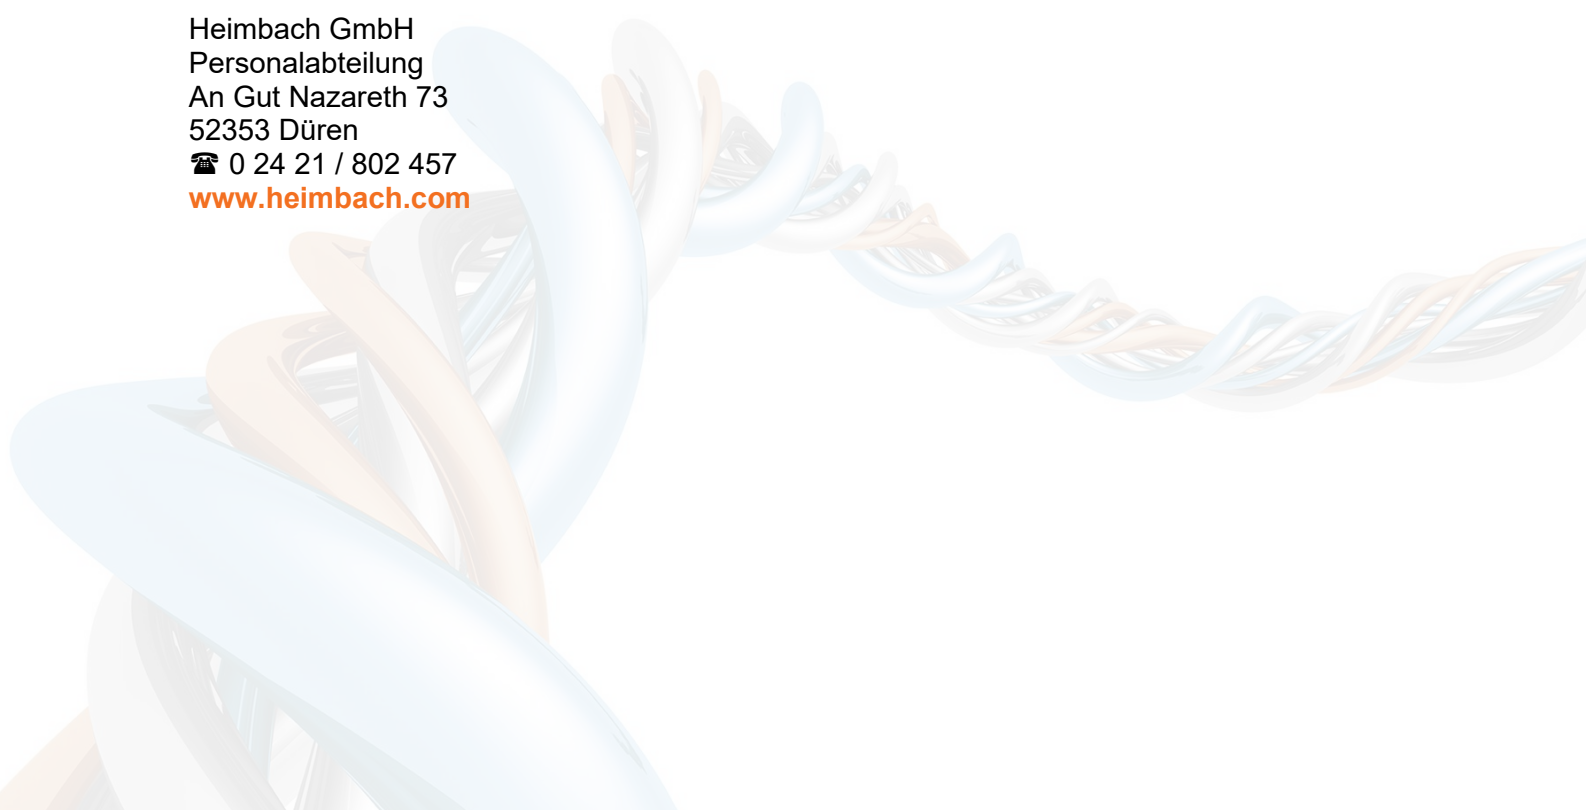 Heimbach GmbH
Personalabteilung
An Gut Nazareth 73
52353 Düren
☎ 0 24 21 / 802 457
www.heimbach.com